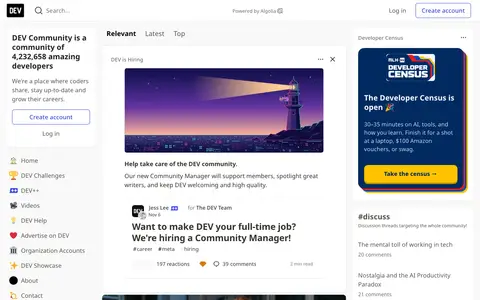 DEV
Search...
Powered by Algolia
Log in
Create account
DEV Community is a
community of
4,232,658 amazing
developers
We're a place where coders
share, stay up-to-date and
grow their careers.
Create account
Log in
Home
DEV Challenges
DEV++
Videos
DEV Help
Advertise on DEV
Organization Accounts
DEV Showcase
About
Contact
Relevant
Latest
Top
DEV is Hiring
Help take care of the DEV community.
Our new Community Manager will support members, spotlight great
writers, and keep DEV welcoming and high quality.
DEV
Jess Lee
for The DEV Team
Nov 6
Want to make DEV your full-time job?
We're hiring a Community Manager!
#career #meta hiring
197 reactions
39 comments
2 min read
Developer Census
MLH DEV
DEVELOPER
CENSUS
The Developer Census is
open 🎉
30–35 minutes on AI, tools, and
how you learn. Finish it for a shot
at a laptop, $100 Amazon
vouchers, or swag.
Take the census →
#discuss
Discussion threads targeting the whole community!
The mental toll of working in tech
20 comments
Nostalgia and the AI Productivity
Paradox
21 comments